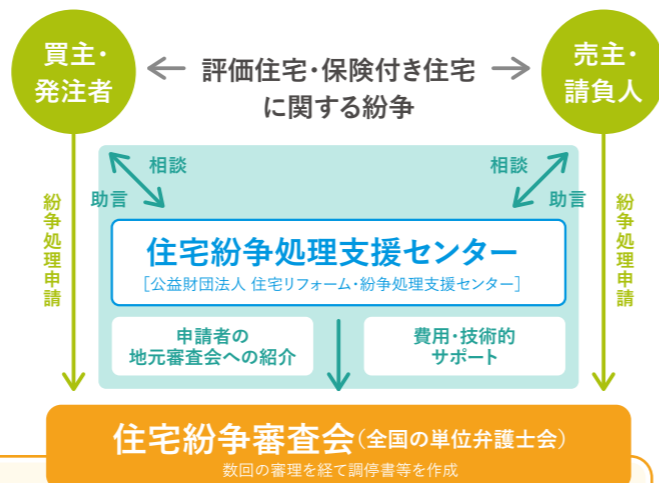 買主・
発注者
評価住宅・保険付き住宅
に関する紛争
売主・
請負人
相談
助言
相談
助言
紛争処理申請
紛争処理申請
住宅紛争処理支援センター
［公益財団法人 住宅リフォーム・紛争処理支援センター］
申請者の
地元審査会への紹介
費用・技術的
サポート
住宅紛争審査会（全国の単位弁護士会）
数回の審理を経て調停書等を作成